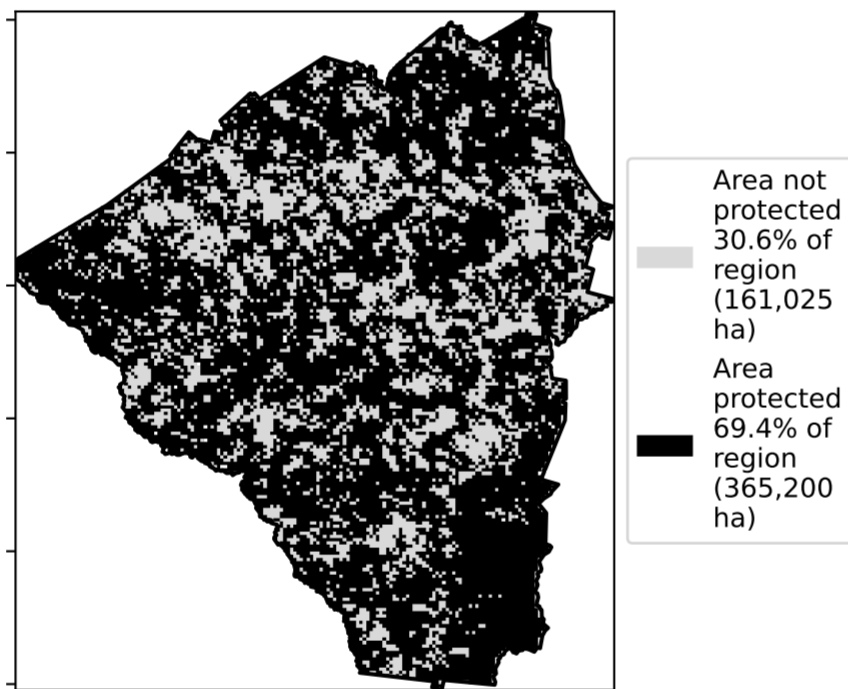 Area not
protected
30.6% of
region
(161,025
ha)
Area
protected
69.4% of
region
(365,200
ha)